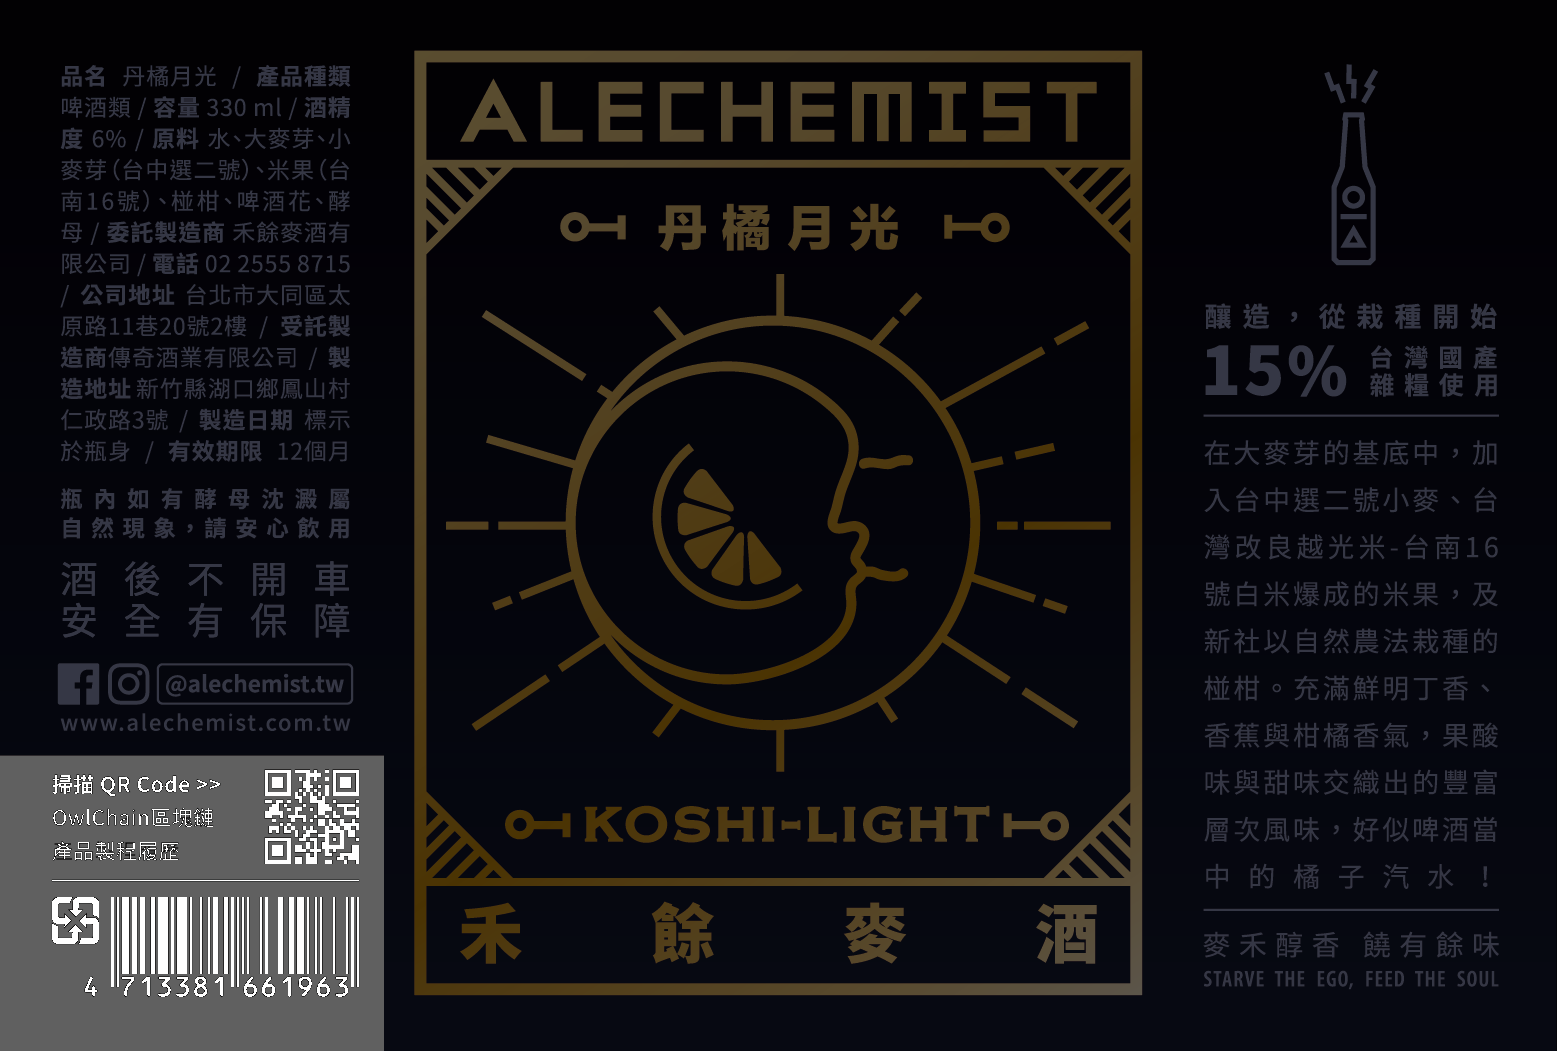 品名 丹橘月光 / 產品種類
啤酒類 / 容量 330 ml / 酒精
度 6% / 原料 水、大麥芽、小
麥芽(台中選二號)、米果(台
南16號)、椪柑、啤酒花、酵
母 / 委託製造商 禾餘麥酒有
限公司 / 電話 02 2555 8715
/ 公司地址 台北市大同區太
原路11巷20號2樓 / 受託製
造商傳奇酒業有限公司 / 製
造地址 新竹縣湖口鄉鳳山村
仁政路3號 / 製造日期 標示
於瓶身 / 有效期限 12個月
瓶內如有酵母沈澱屬
自然現象，請安心飲用
酒後不開車
安全有保障
@alechemist.tw
www.alechemist.com.tw
掃描 QR Code >>
OwlChain區塊鏈
產品製程履歷
4 713381 661963
ALECHEMIST
丹橘月光
KOSHI-LIGHT
禾餘麥酒
釀造，從栽種開始
15% 台灣國產
雜糧使用
在大麥芽的基底中，加
入台中選二號小麥、台
灣改良越光米-台南16
號白米爆成的米果，及
新社以自然農法栽種的
椪柑。充滿鮮明丁香、
香蕉與柑橘香氣，果酸
味與甜味交織出的豐富
層次風味，好似啤酒當
中的橘子汽水！
麥禾醇香 饒有餘味
STARVE THE EGO, FEED THE SOUL